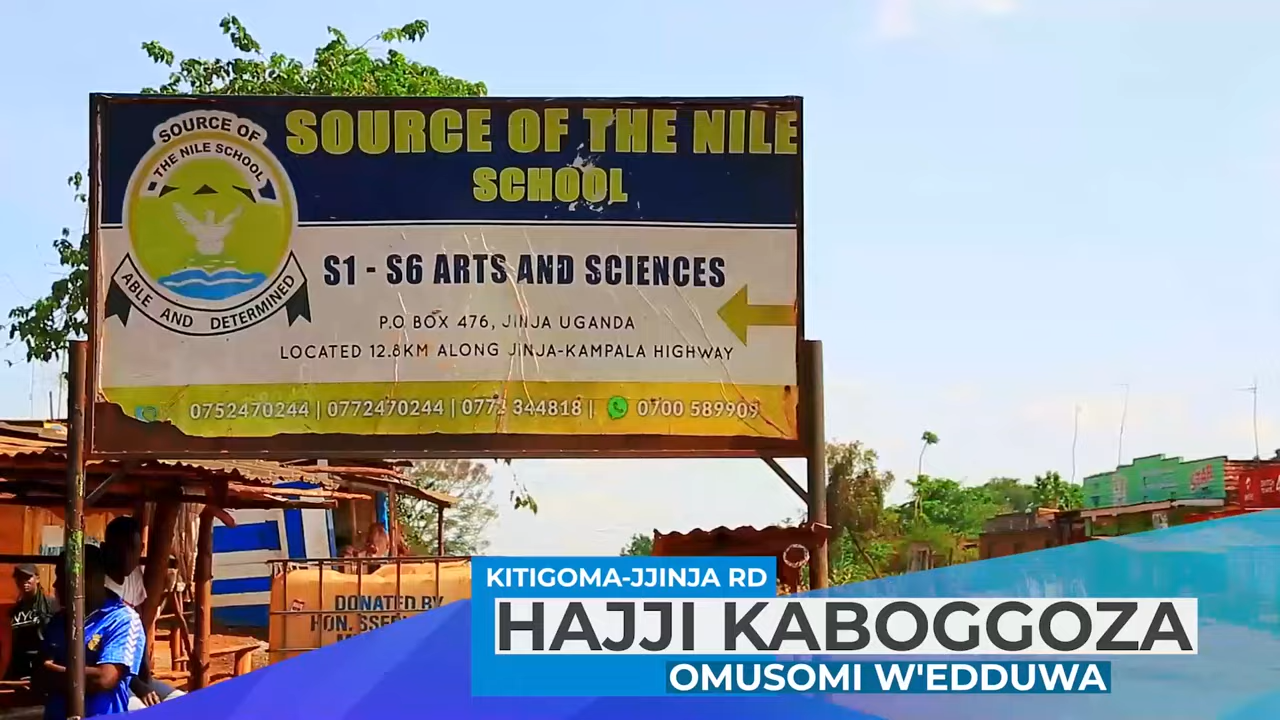 SOURCE OF THE NILE
SCHOOL
SOURCE OF
THE NILE SCHOOL
ABLE AND DETERMINED
S1 - S6 ARTS AND SCIENCES
P.O BOX 476, JINJA UGANDA
LOCATED 12.8KM ALONG JINJA-KAMPALA HIGHWAY
0752470244 | 0772470244 | 0772 344818 | 0700 589909
DONATED BY
HON.
KITIGOMA-JJINJA RD
HAJJI KABOGGOZA
OMUSOMI W'EDDUWA